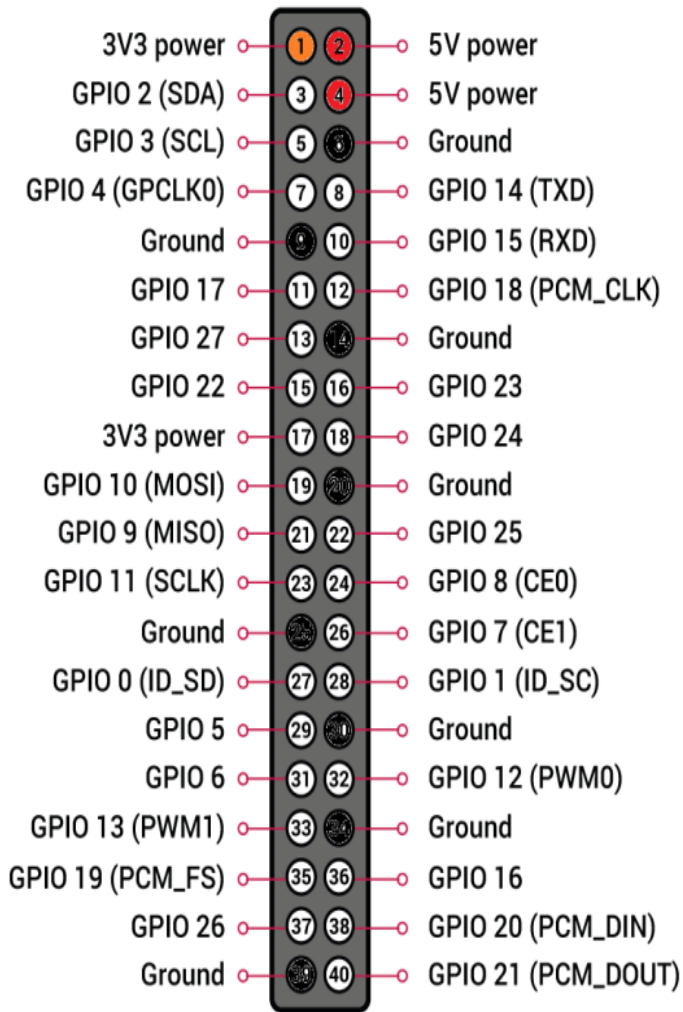 3V3 power 1 2 5V power
GPIO 2 (SDA) 3 4 5V power
GPIO 3 (SCL) 5 6 Ground
GPIO 4 (GPCLK0) 7 8 GPIO 14 (TXD)
Ground 9 10 GPIO 15 (RXD)
GPIO 17 11 12 GPIO 18 (PCM_CLK)
GPIO 27 13 14 Ground
GPIO 22 15 16 GPIO 23
3V3 power 17 18 GPIO 24
GPIO 10 (MOSI) 19 20 Ground
GPIO 9 (MISO) 21 22 GPIO 25
GPIO 11 (SCLK) 23 24 GPIO 8 (CE0)
Ground 25 26 GPIO 7 (CE1)
GPIO 0 (ID_SD) 27 28 GPIO 1 (ID_SC)
GPIO 5 29 30 Ground
GPIO 6 31 32 GPIO 12 (PWM0)
GPIO 13 (PWM1) 33 34 Ground
GPIO 19 (PCM_FS) 35 36 GPIO 16
GPIO 26 37 38 GPIO 20 (PCM_DIN)
Ground 39 40 GPIO 21 (PCM_DOUT)